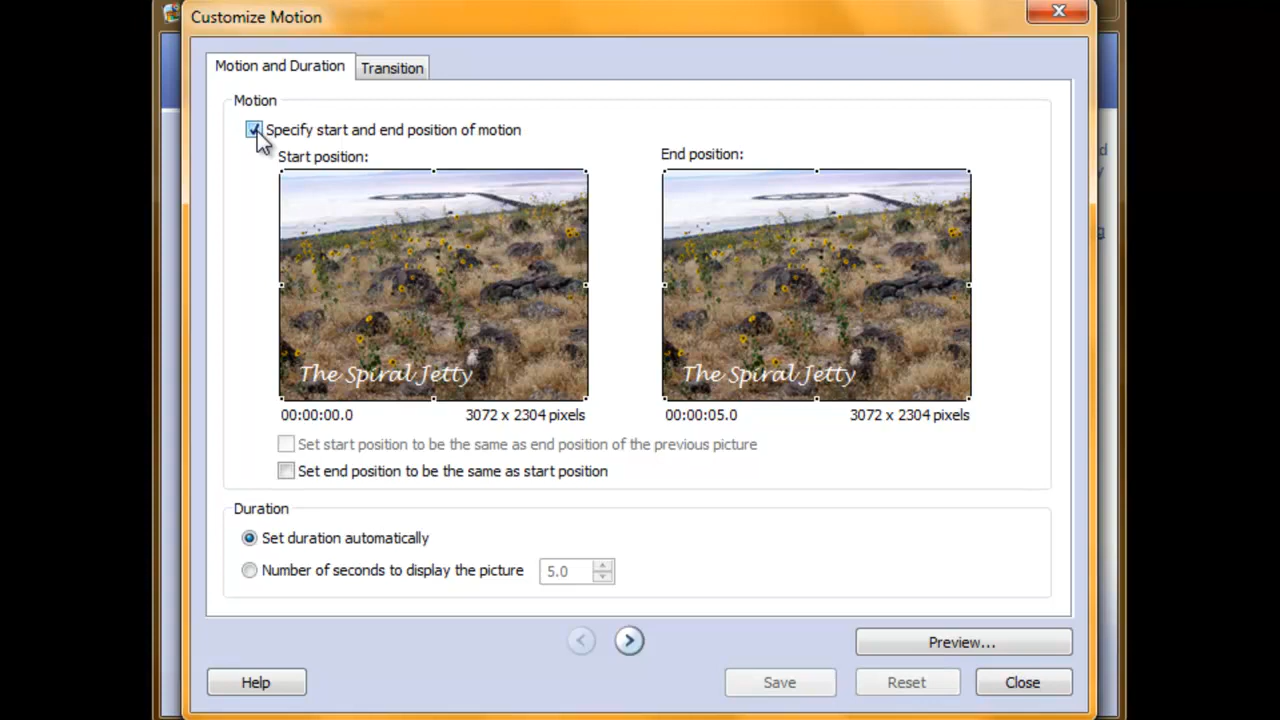 Customize Motion
Motion and Duration
Transition
Motion
Specify start and end position of motion
Start position:
End position:
The Spiral Jetty
The Spiral Jetty
00:00:00.0
3072 x 2304 pixels
00:00:05.0
3072 x 2304 pixels
Set start position to be the same as end position of the previous picture
Set end position to be the same as start position
Duration
Set duration automatically
Number of seconds to display the picture
5.0
Preview...
Help
Save
Reset
Close